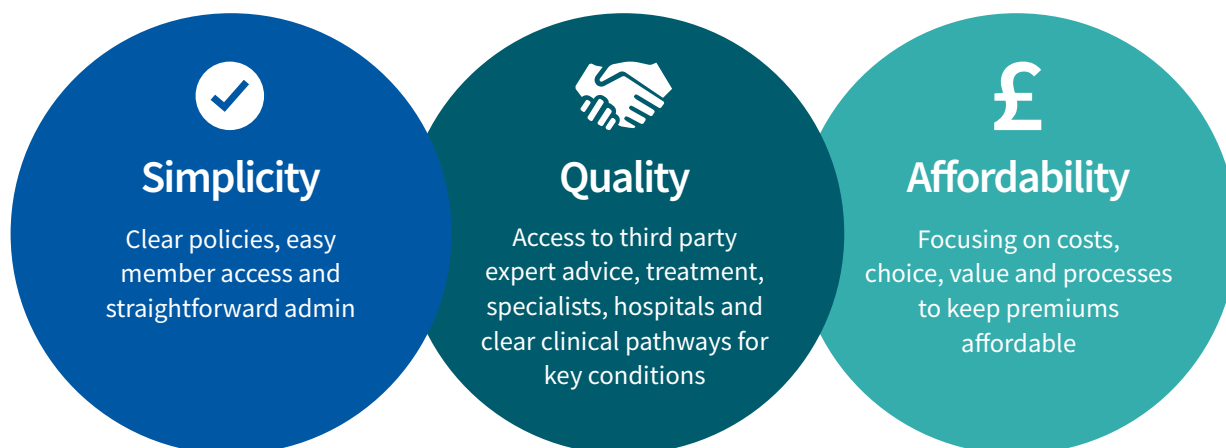 Simplicity
Clear policies, easy
member access and
straightforward admin
Quality
Access to third party
expert advice, treatment,
specialists, hospitals and
clear clinical pathways for
key conditions
£
Affordability
Focusing on costs,
choice, value and processes
to keep premiums
affordable